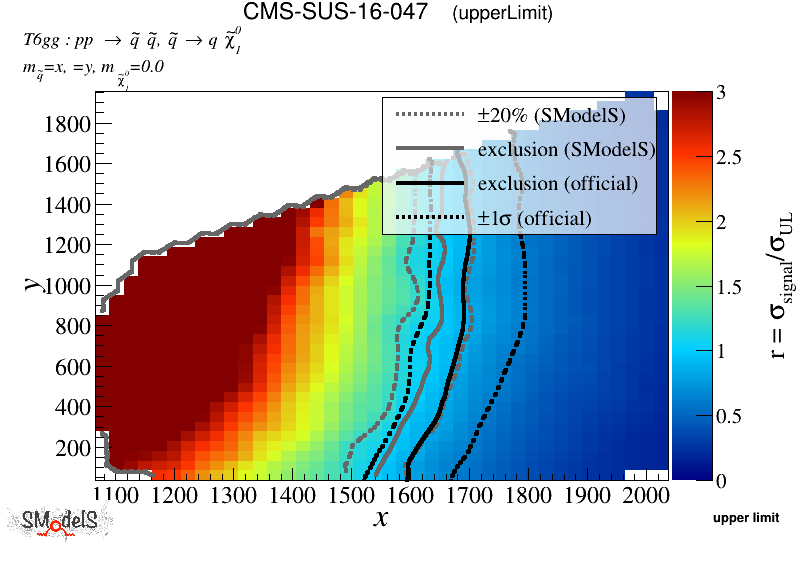 CMS-SUS-16-047 (upperLimit)
T6gg : pp → q̃ q̃, q̃ → q χ̃₁⁰
m_q̃=x, =y, m_χ̃₁⁰=0.0
±20% (SModelS)
exclusion (SModelS)
exclusion (official)
±1σ (official)
y
1800
1600
1400
1200
1000
800
600
400
200
1100 1200 1300 1400 1500 1600 1700 1800 1900 2000
x
3
2.5
2
1.5
1
0.5
0
r = σ_signal/σ_UL
SModelS
upper limit